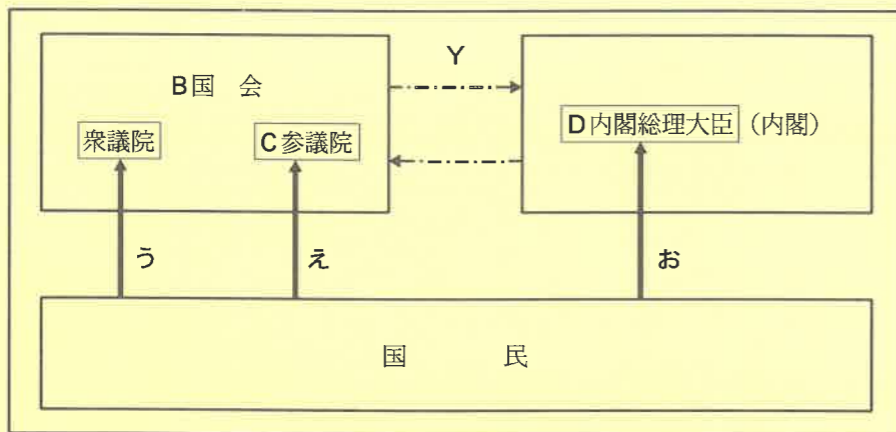 Y
B国　会
D内閣総理大臣（内閣）
衆議院
C参議院
う
え
お
国　　　民